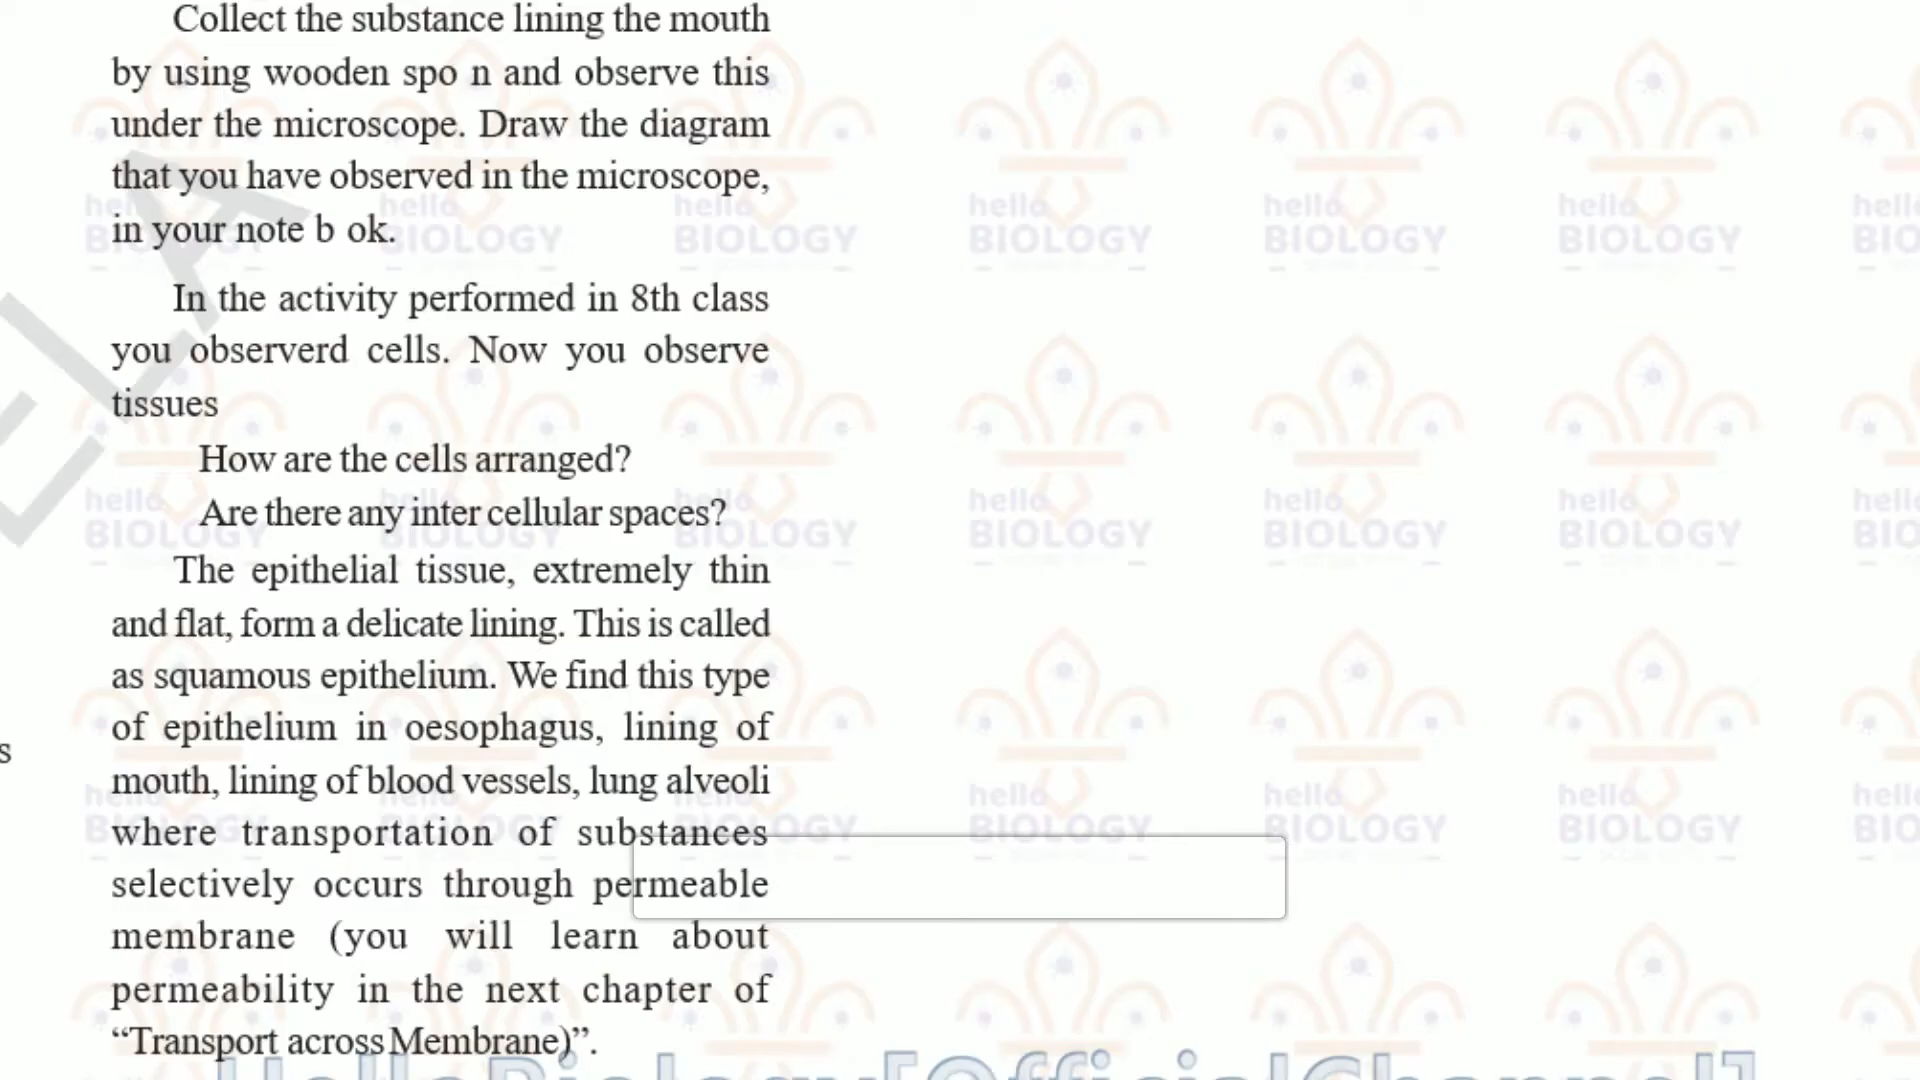 Collect the substance lining the mouth
by using wooden spo n and observe this
under the microscope. Draw the diagram
that you have observed in the microscope,
in your note b ok.
In the activity performed in 8th class
you observerd cells. Now you observe
tissues
How are the cells arranged?
Are there any inter cellular spaces?
The epithelial tissue, extremely thin
and flat, form a delicate lining. This is called
as squamous epithelium. We find this type
of epithelium in oesophagus, lining of
mouth, lining of blood vessels, lung alveoli
where transportation of substances
selectively occurs through permeable
membrane (you will learn about
permeability in the next chapter of
“Transport across Membrane)”.
s
ELA
hello
BIOLOGY
HelloBiology[OfficialChannel]